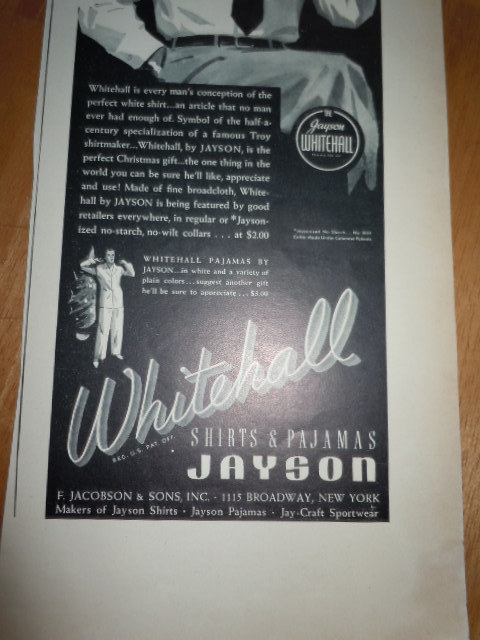 Whitehall is every man's conception of the
perfect white shirt...an article that no man
ever had enough of. Symbol of the half-a-
century specialization of a famous Troy
shirtmaker...Whitehall, by JAYSON, is the
perfect Christmas gift...the one thing in the
world you can be sure he'll like, appreciate
and use! Made of fine broadcloth, White-
hall by JAYSON is being featured by good
retailers everywhere, in regular or *Jayson-
ized no-starch, no-wilt collars . . . at $2.00
Jayson
WHITEHALL
WHITEHALL PAJAMAS BY
JAYSON...in white and a variety of
plain colors...suggest another gift
he'll be sure to appreciate . . . $3.00
Whitehall
REG. U.S. PAT. OFF.
SHIRTS & PAJAMAS
JAYSON
F. JACOBSON & SONS, INC. · 1115 BROADWAY, NEW YORK
Makers of Jayson Shirts · Jayson Pajamas · Jay-Craft Sportwear